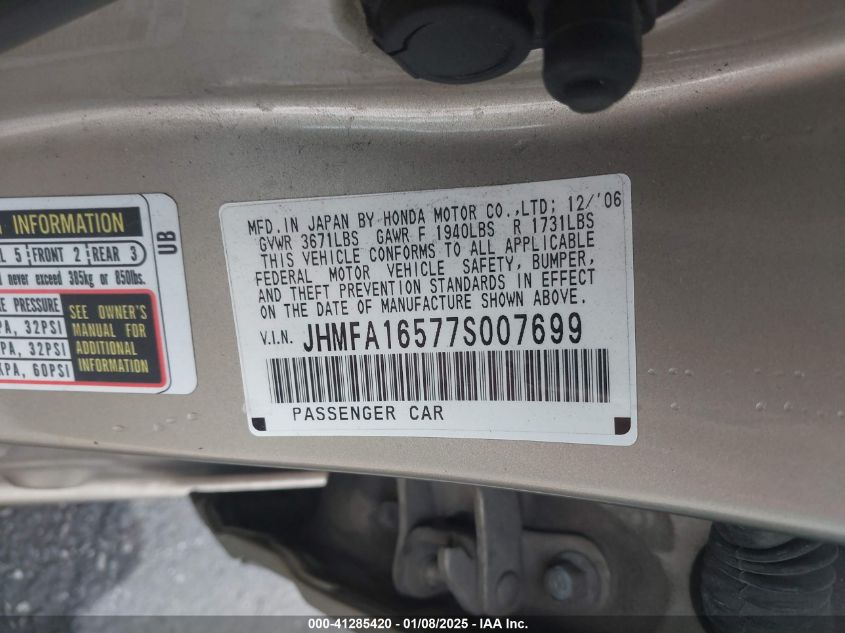 INFORMATION
5 FRONT 2 REAR 3
never exceed 385kg or 850lbs.
PRESSURE
SEE OWNER'S
MANUAL FOR
ADDITIONAL
INFORMATION
32PSI
32PSI
KPA, 60PSI
UB
MFD. IN JAPAN BY HONDA MOTOR CO., LTD; 12/'06
GVWR 3671LBS GAWR F 1940LBS R 1731LBS
THIS VEHICLE CONFORMS TO ALL APPLICABLE
FEDERAL MOTOR VEHICLE SAFETY, BUMPER,
AND THEFT PREVENTION STANDARDS IN EFFECT
ON THE DATE OF MANUFACTURE SHOWN ABOVE.
V.I.N. JHMFA16577S007699
PASSENGER CAR
000-41285420 - 01/08/2025 - IAA Inc.